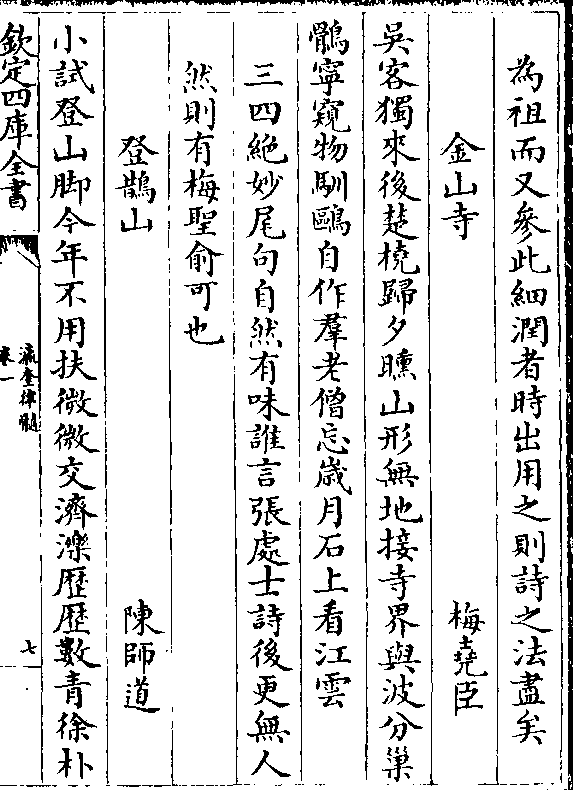 為祖而又參此細潤者時出用之則詩之法盡矣
金山寺 梅堯臣
吳客獨來後楚橈歸夕曛山形無地接寺界與波分巢
鶻寧窺物馴鷗自作羣老僧忘歲月石上看江雲
三四絶妙尾句自然有味誰言張處士詩後更無人
然則有梅聖俞可也
登鵲山 陳師道
小試登山脚今年不用扶微微交濟濼歷歷數青徐朴
欽定四庫全書
瀛奎律髓
卷一
七